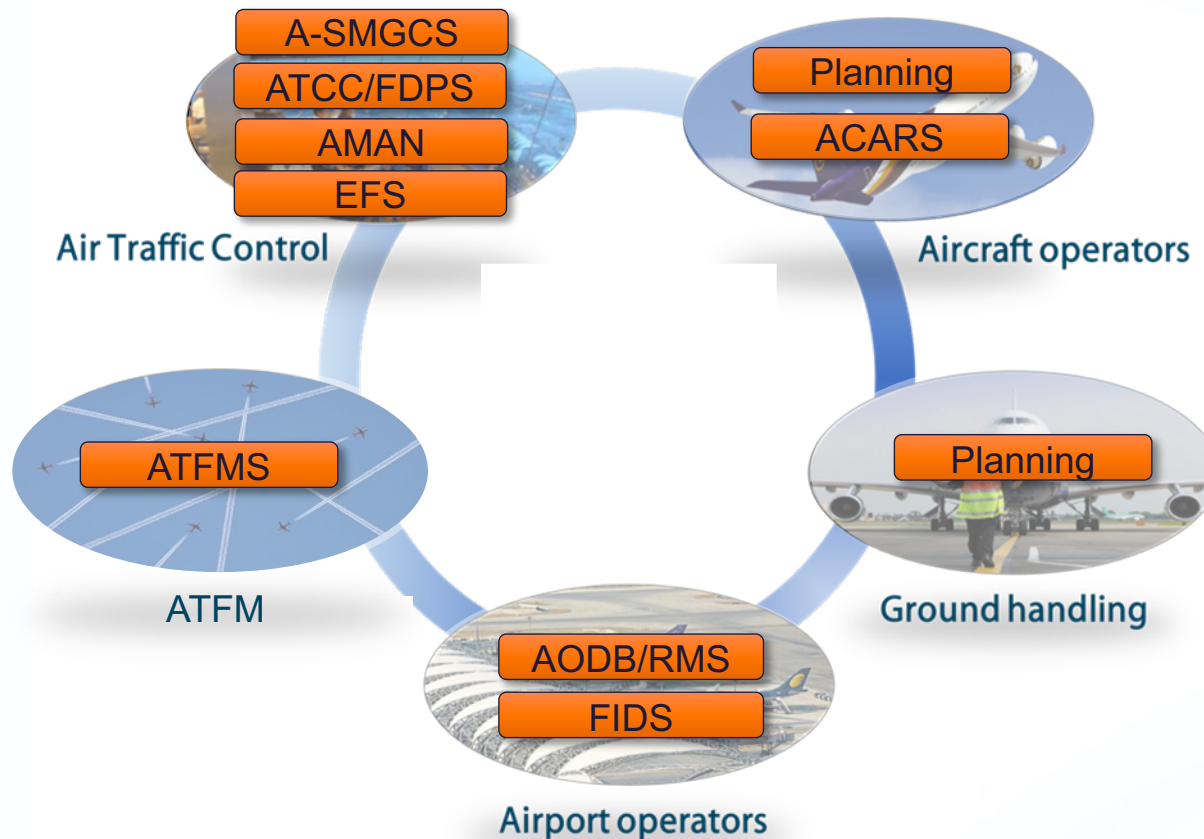 A-SMGCS
ATCC/FDPS
AMAN
EFS
Air Traffic Control
Planning
ACARS
Aircraft operators
ATFMS
ATFM
Planning
Ground handling
AODB/RMS
FIDS
Airport operators